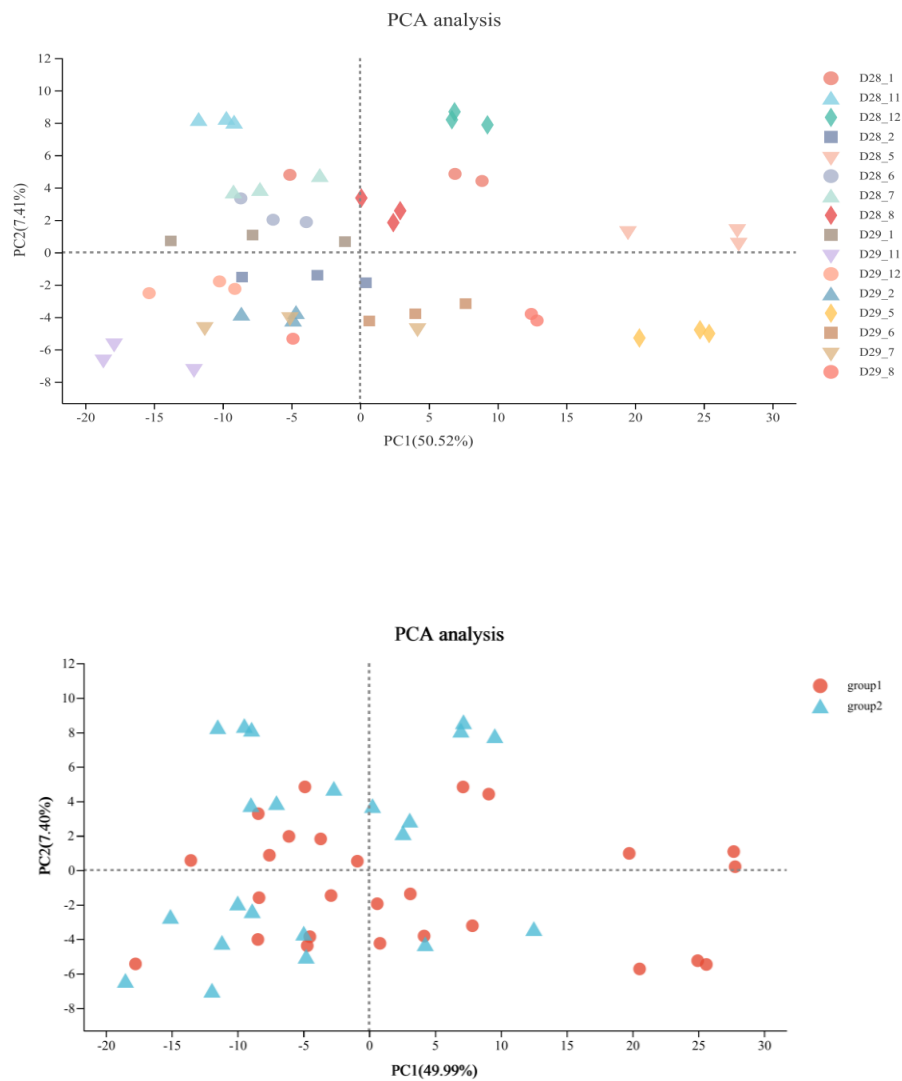 PCA analysis
12
10
8
6
4
2
0
-2
-4
-6
-8
PC2(7.41%)
-20 -15 -10 -5 0 5 10 15 20 25 30
PC1(50.52%)
D28_1
D28_11
D28_12
D28_2
D28_5
D28_6
D28_7
D28_8
D29_1
D29_11
D29_12
D29_2
D29_5
D29_6
D29_7
D29_8
PCA analysis
12
10
8
6
4
2
0
-2
-4
-6
-8
PC2(7.40%)
-20 -15 -10 -5 0 5 10 15 20 25 30
PC1(49.99%)
group1
group2